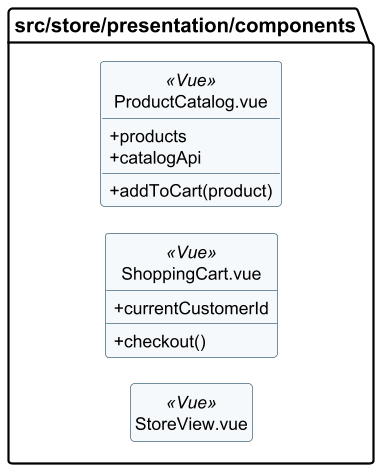 src/store/presentation/components
«Vue»
ProductCatalog.vue
+products
+catalogApi
+addToCart(product)
«Vue»
ShoppingCart.vue
+currentCustomerId
+checkout()
«Vue»
StoreView.vue